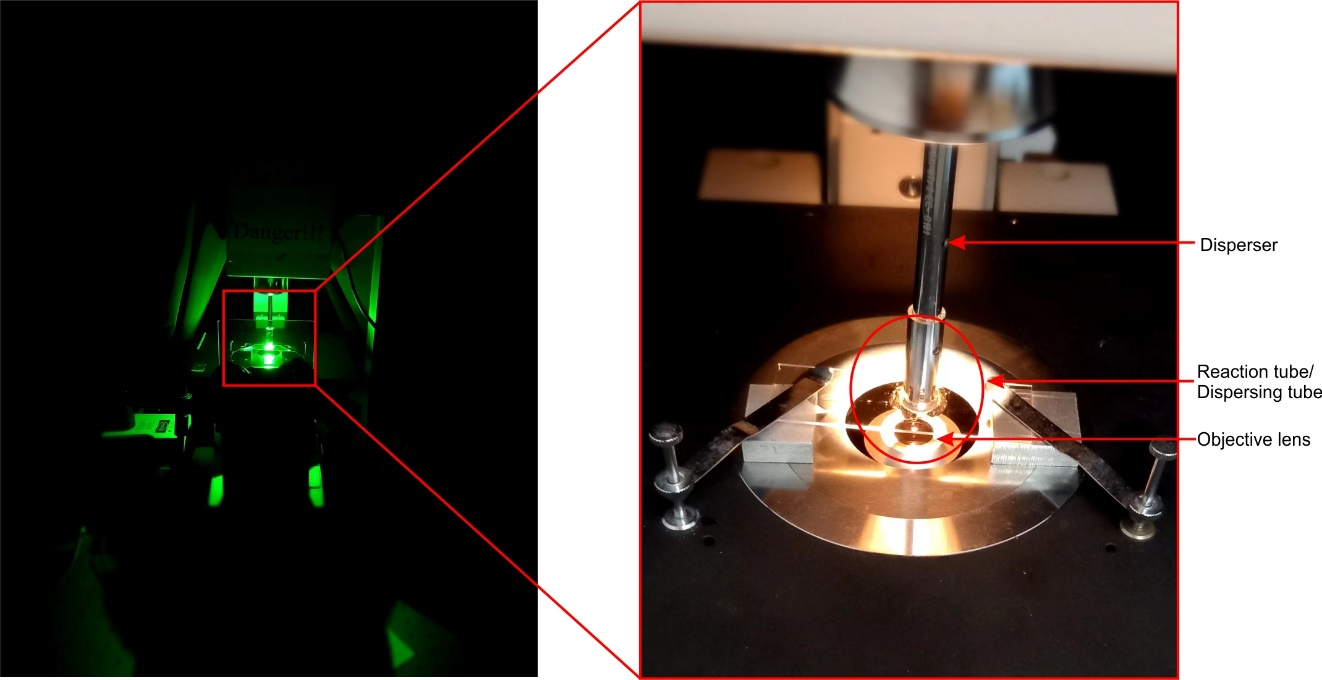 Danger!!!
Disperser
Reaction tube/
Dispersing tube
Objective lens